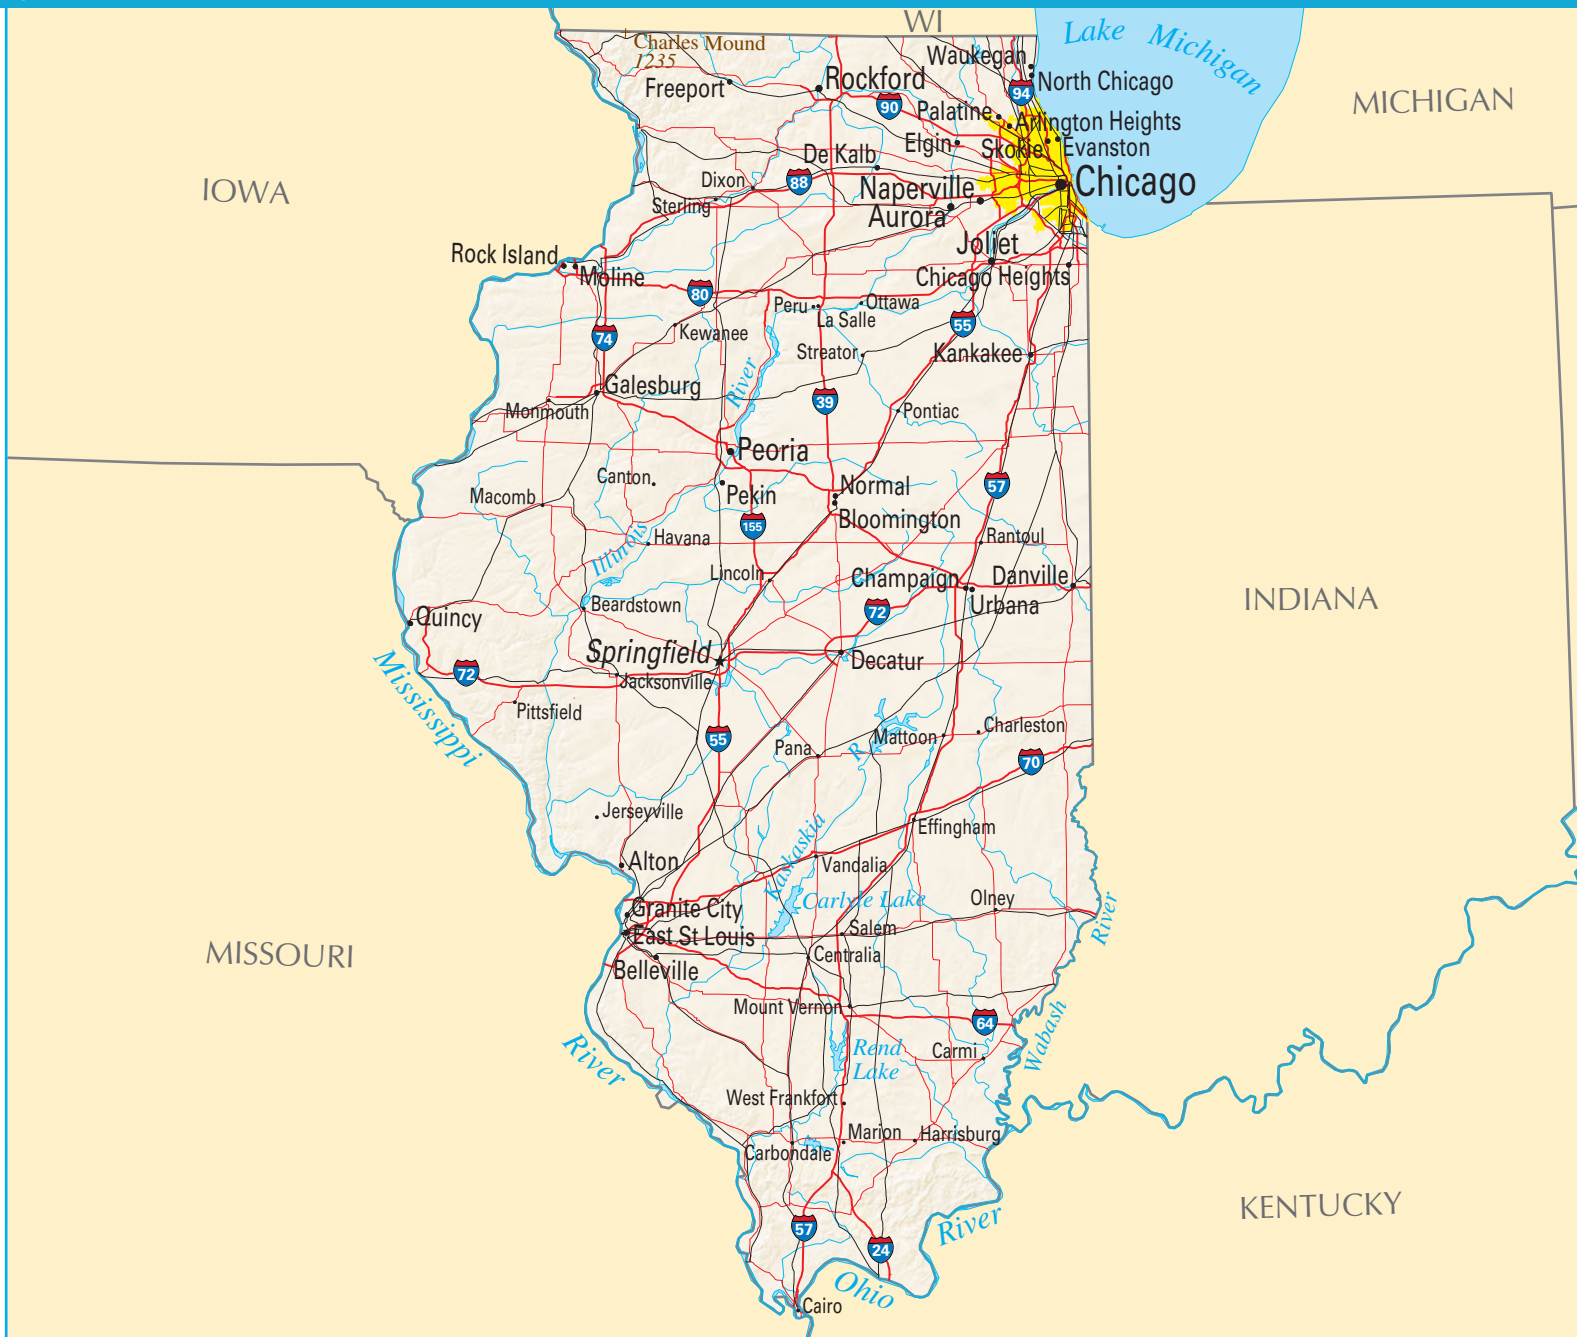 WI
Lake Michigan
Charles Mound
1235
Waukegan
North Chicago
94
Rockford
Freeport
90
Palatine
Arlington Heights
MICHIGAN
Elgin
Skokie
Evanston
De Kalb
Dixon
88
Naperville
Chicago
IOWA
Sterling
Aurora
Joliet
Rock Island
Moline
Chicago Heights
80
Peru
Ottawa
La Salle
74
Kewanee
55
Streator
Kankakee
River
Galesburg
39
Monmouth
Pontiac
Peoria
Canton
Pekin
Normal
57
Macomb
155
Bloomington
Illinois
Havana
Rantoul
Lincoln
Champaign
Danville
Beardstown
72
Urbana
INDIANA
Quincy
Springfield
Decatur
Mississippi
72
Jacksonville
Pittsfield
55
Pana
R
Mattoon
Charleston
70
Jerseyville
Effingham
Kaskaskia
Alton
Vandalia
Carlyle Lake
Olney
Granite City
River
East St Louis
Salem
MISSOURI
Belleville
Centralia
Mount Vernon
64
Wabash
River
Rend
Lake
Carmi
West Frankfort
Marion
Harrisburg
Carbondale
57
24
River
KENTUCKY
Ohio
Cairo